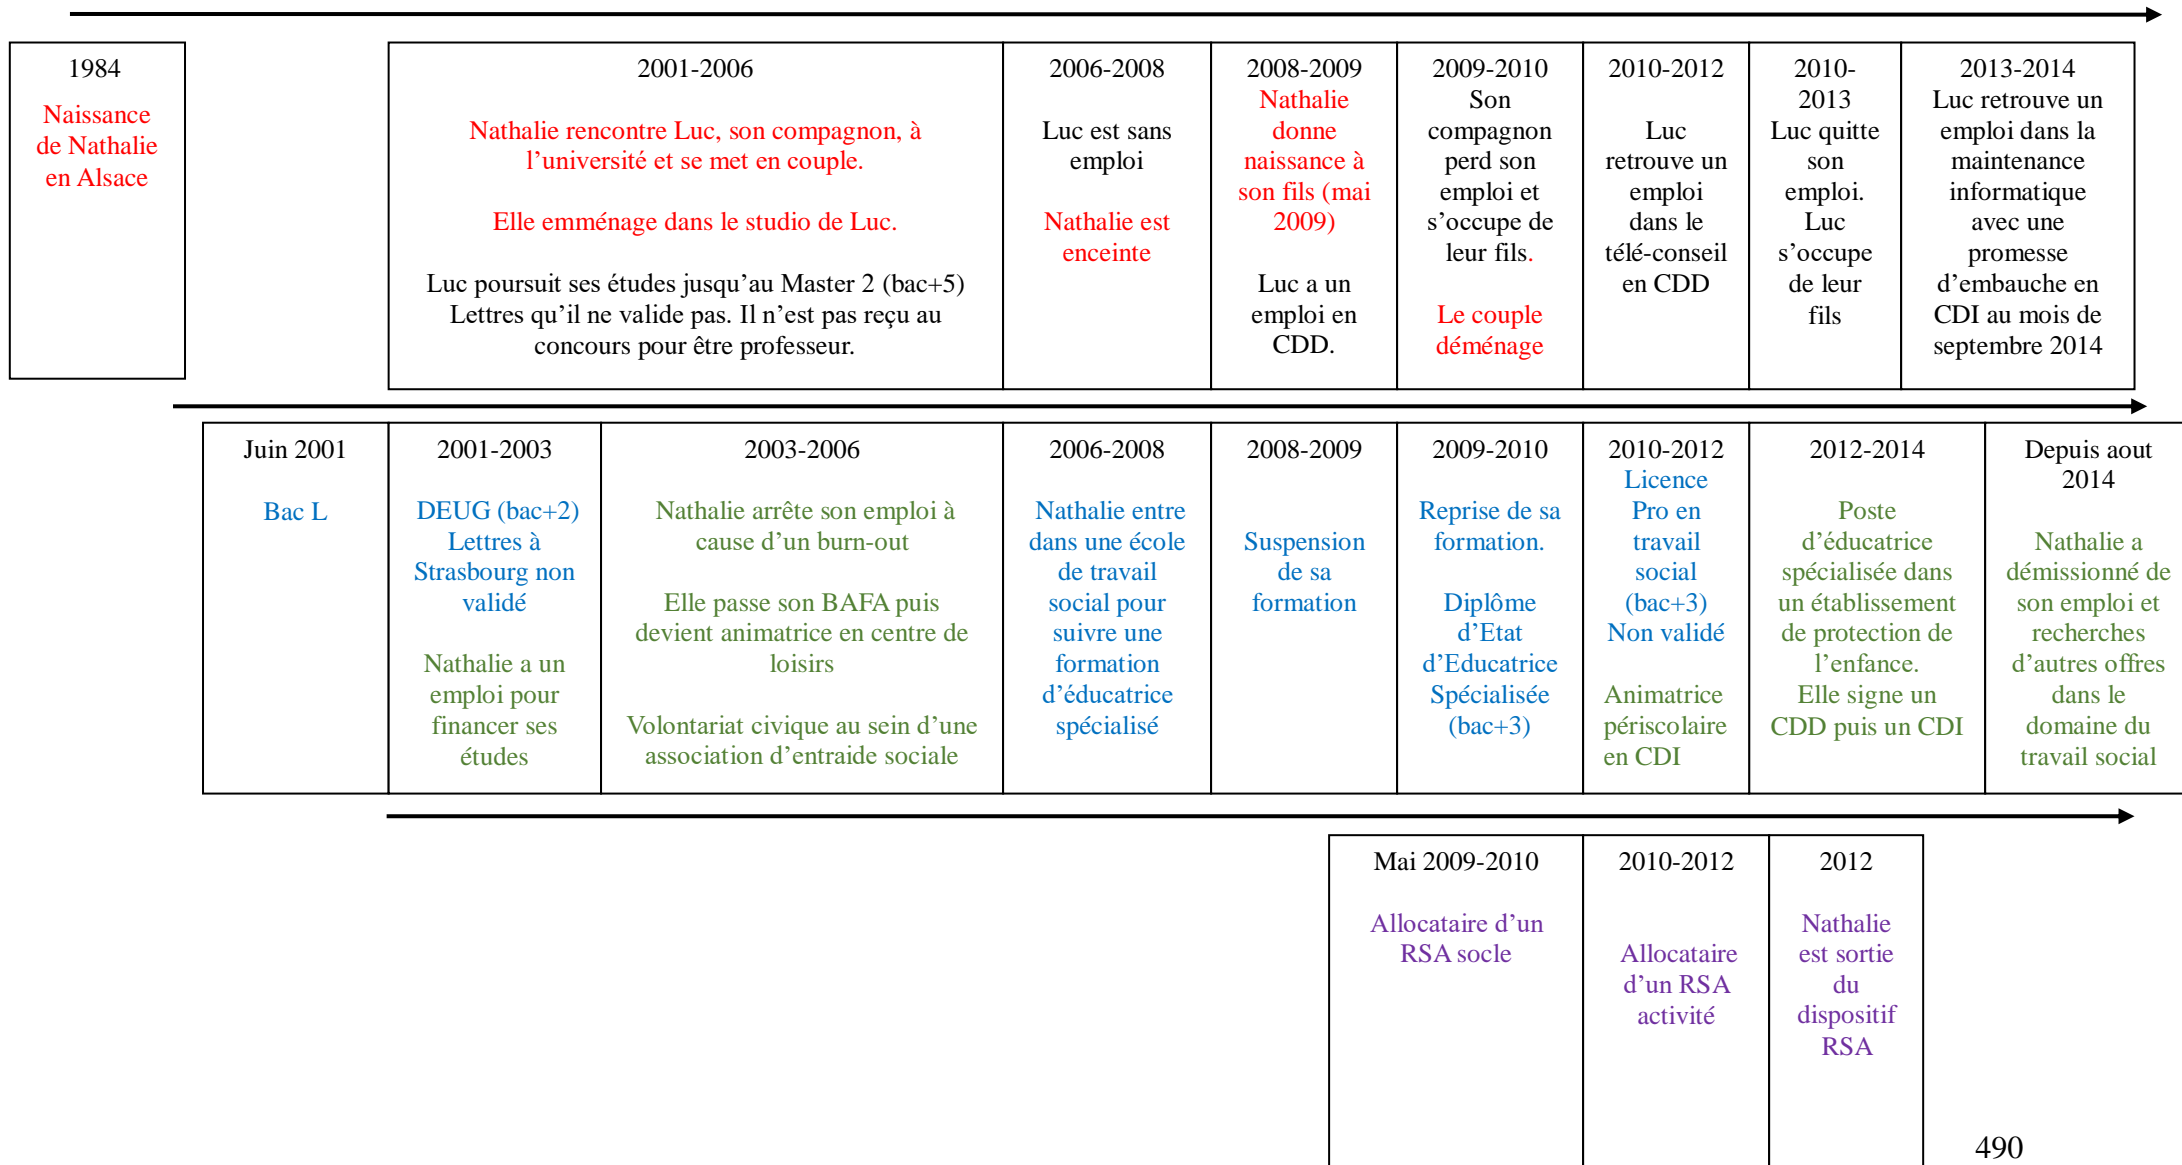 1984
Naissance
de Nathalie
en Alsace
2001-2006
Nathalie rencontre Luc, son compagnon, à
l’université et se met en couple.
Elle emménage dans le studio de Luc.
Luc poursuit ses études jusqu’au Master 2 (bac+5)
Lettres qu’il ne valide pas. Il n’est pas reçu au
concours pour être professeur.
2006-2008
Luc est sans
emploi
Nathalie est
enceinte
2008-2009
Nathalie
donne
naissance à
son fils (mai
2009)
Luc a un
emploi en
CDD.
2009-2010
Son
compagnon
perd son
emploi et
s’occupe de
leur fils.
Le couple
déménage
2010-2012
Luc
retrouve un
emploi
dans le
télé-conseil
en CDD
2010-
2013
Luc quitte
son
emploi.
Luc
s’occupe
de leur
fils
2013-2014
Luc retrouve un
emploi dans la
maintenance
informatique
avec une
promesse
d’embauche en
CDI au mois de
septembre 2014
Juin 2001
Bac L
2001-2003
DEUG (bac+2)
Lettres à
Strasbourg non
validé
Nathalie a un
emploi pour
financer ses
études
2003-2006
Nathalie arrête son emploi à
cause d’un burn-out
Elle passe son BAFA puis
devient animatrice en centre de
loisirs
Volontariat civique au sein d’une
association d’entraide sociale
2006-2008
Nathalie entre
dans une école
de travail
social pour
suivre une
formation
d’éducatrice
spécialisé
2008-2009
Suspension
de sa
formation
2009-2010
Reprise de sa
formation.
Diplôme
d’Etat
d’Educatrice
Spécialisée
(bac+3)
2010-2012
Licence
Pro en
travail
social
(bac+3)
Non validé
Animatrice
périscolaire
en CDI
2012-2014
Poste
d’éducatrice
spécialisée dans
un établissement
de protection de
l’enfance.
Elle signe un
CDD puis un CDI
Depuis aout
2014
Nathalie a
démissionné de
son emploi et
recherches
d’autres offres
dans le
domaine du
travail social
Mai 2009-2010
Allocataire d’un
RSA socle
2010-2012
Allocataire
d’un RSA
activité
2012
Nathalie
est sortie
du
dispositif
RSA
490